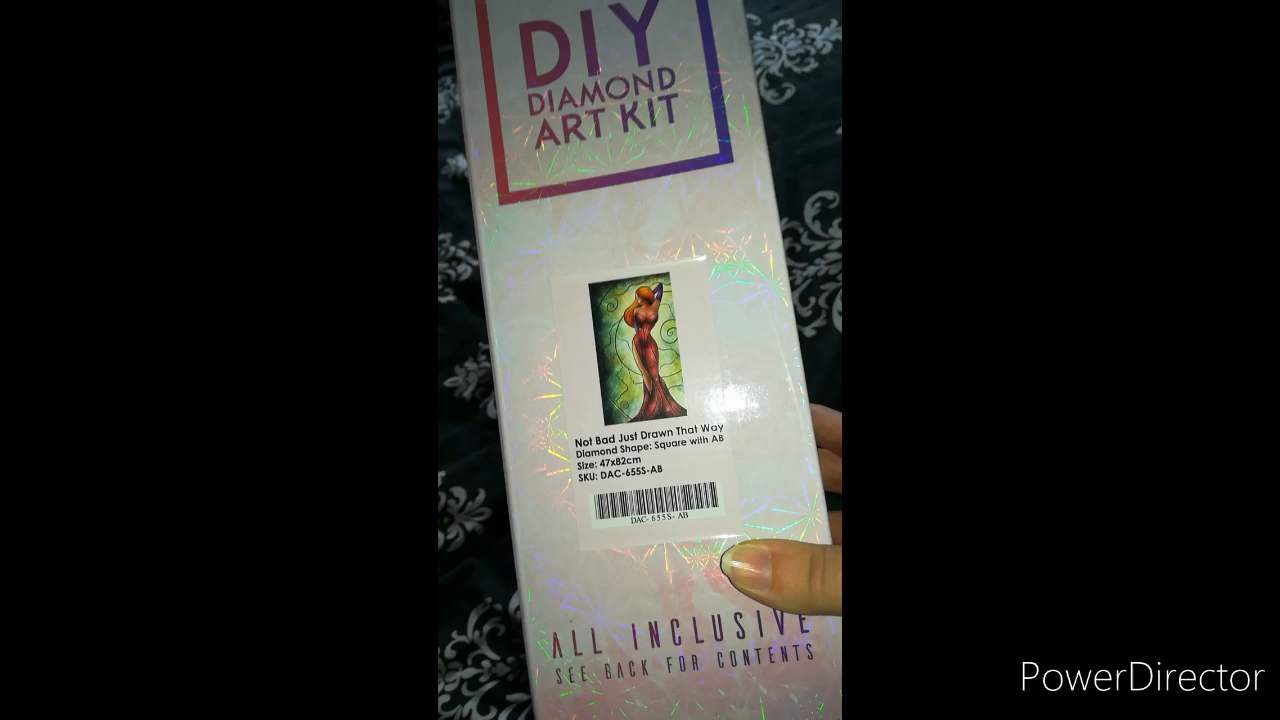 DIY
DIAMOND
ART KIT
Not Bad Just Drawn That Way
Diamond Shape: Square with AB
Size: 47x82cm
SKU: DAC-655S-AB
DAC- 655S- AB
ALL INCLUSIVE
SEE BACK FOR CONTENTS
PowerDirector